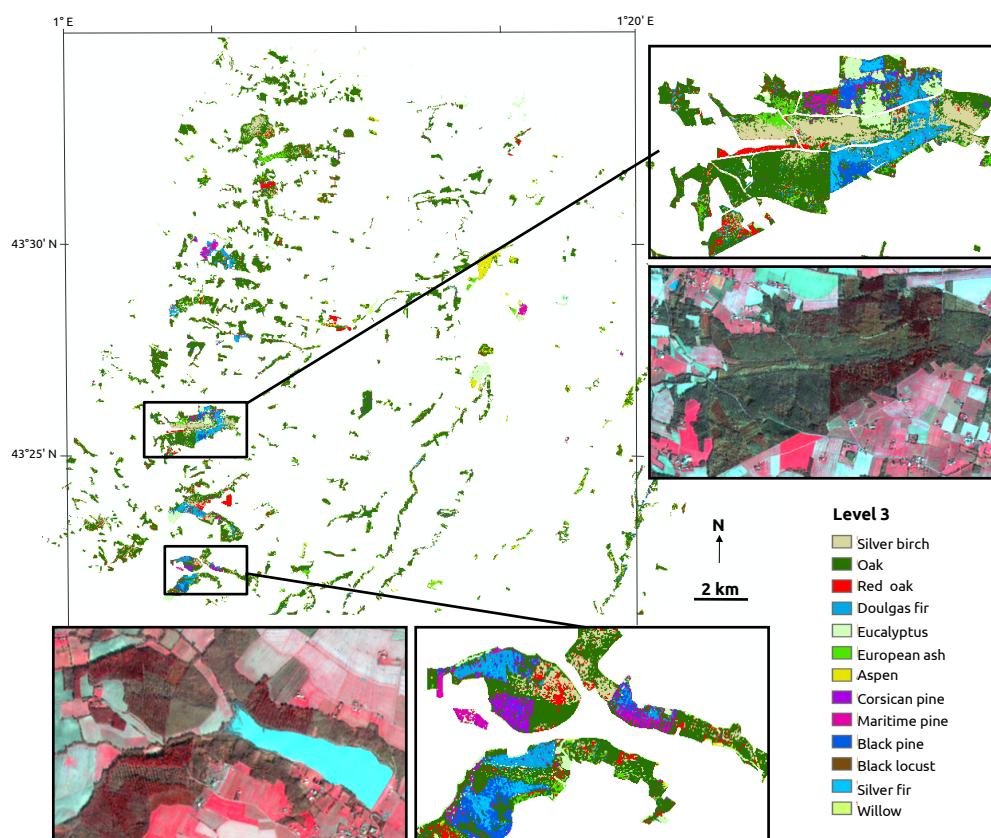 1° E
1°20' E
43°30' N
43°25' N
N
2 km
Level 3
Silver birch
Oak
Red oak
Doulgas fir
Eucalyptus
European ash
Aspen
Corsican pine
Maritime pine
Black pine
Black locust
Silver fir
Willow